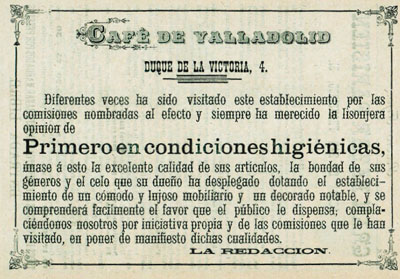 CAFÉ DE VALLADOLID
DUQUE DE LA VICTORIA, 4.
Diferentes veces ha sido visitado este establecimiento por las
comisiones nombradas al efecto y siempre ha merecido la lisonjera
opinion de
Primero en condiciones higiénicas,
únase á esto la excelente calidad de sus artículos, la bondad de sus
géneros y el celo que su dueño ha desplegado dotando el estableci-
miento de un cómodo y lujoso mobiliario y un decorado notable, y se
comprenderá facilmente el favor que el público le dispensa, compla-
ciéndonos nosotros por iniciativa propia y de las comisiones que le han
visitado, en poner de manifiesto dichas cualidades.
LA REDACCION.